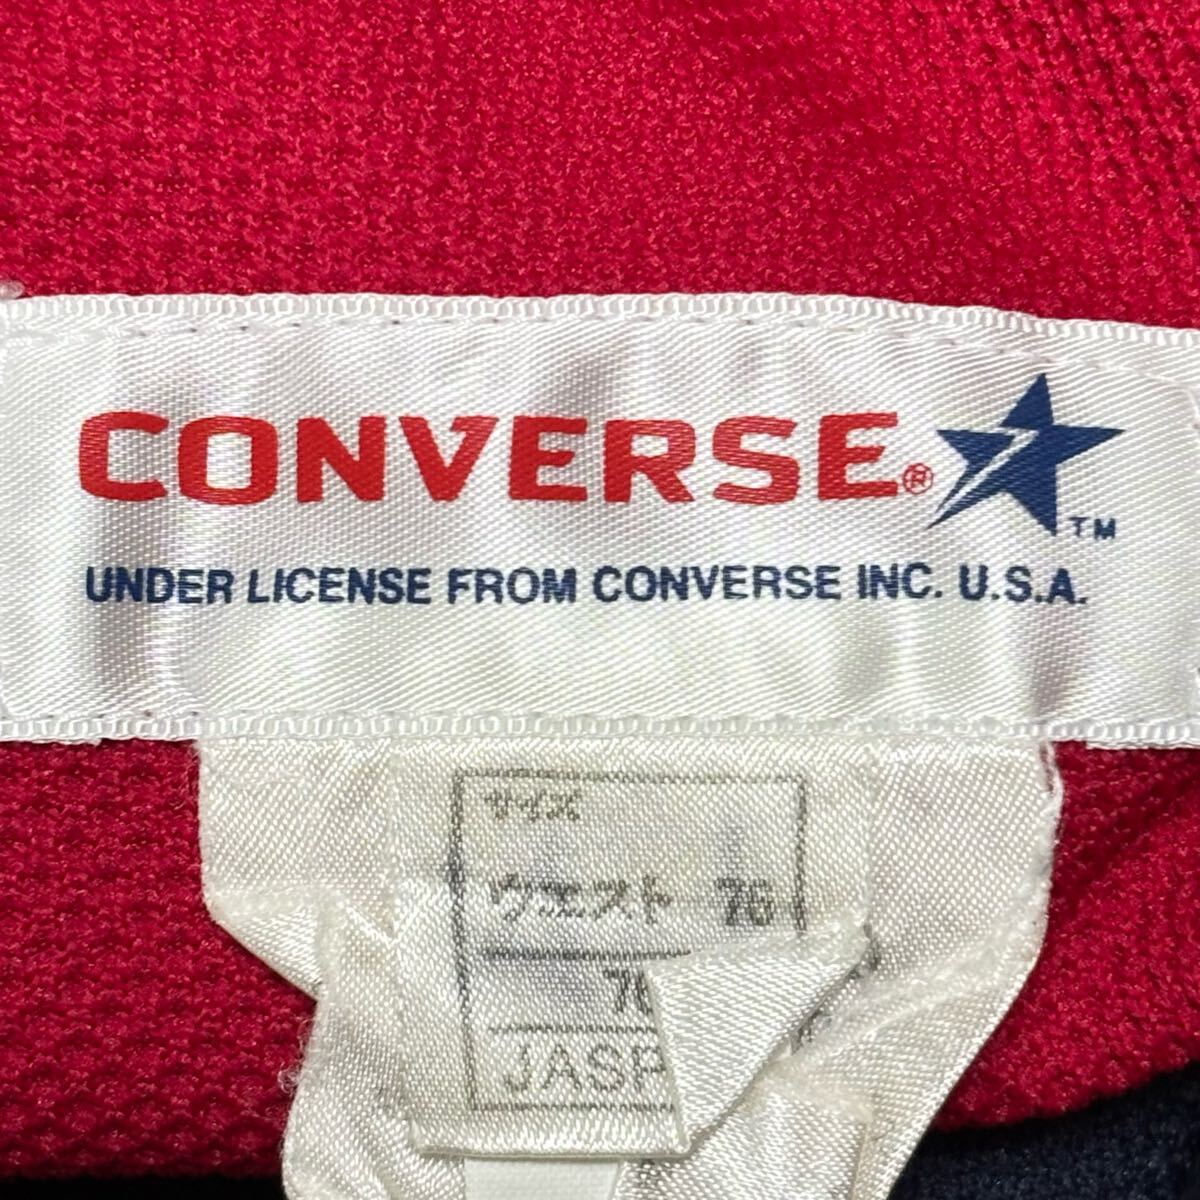 CONVERSE®
TM
UNDER LICENSE FROM CONVERSE INC. U.S.A.
サイズ
ウエスト 76
JASP